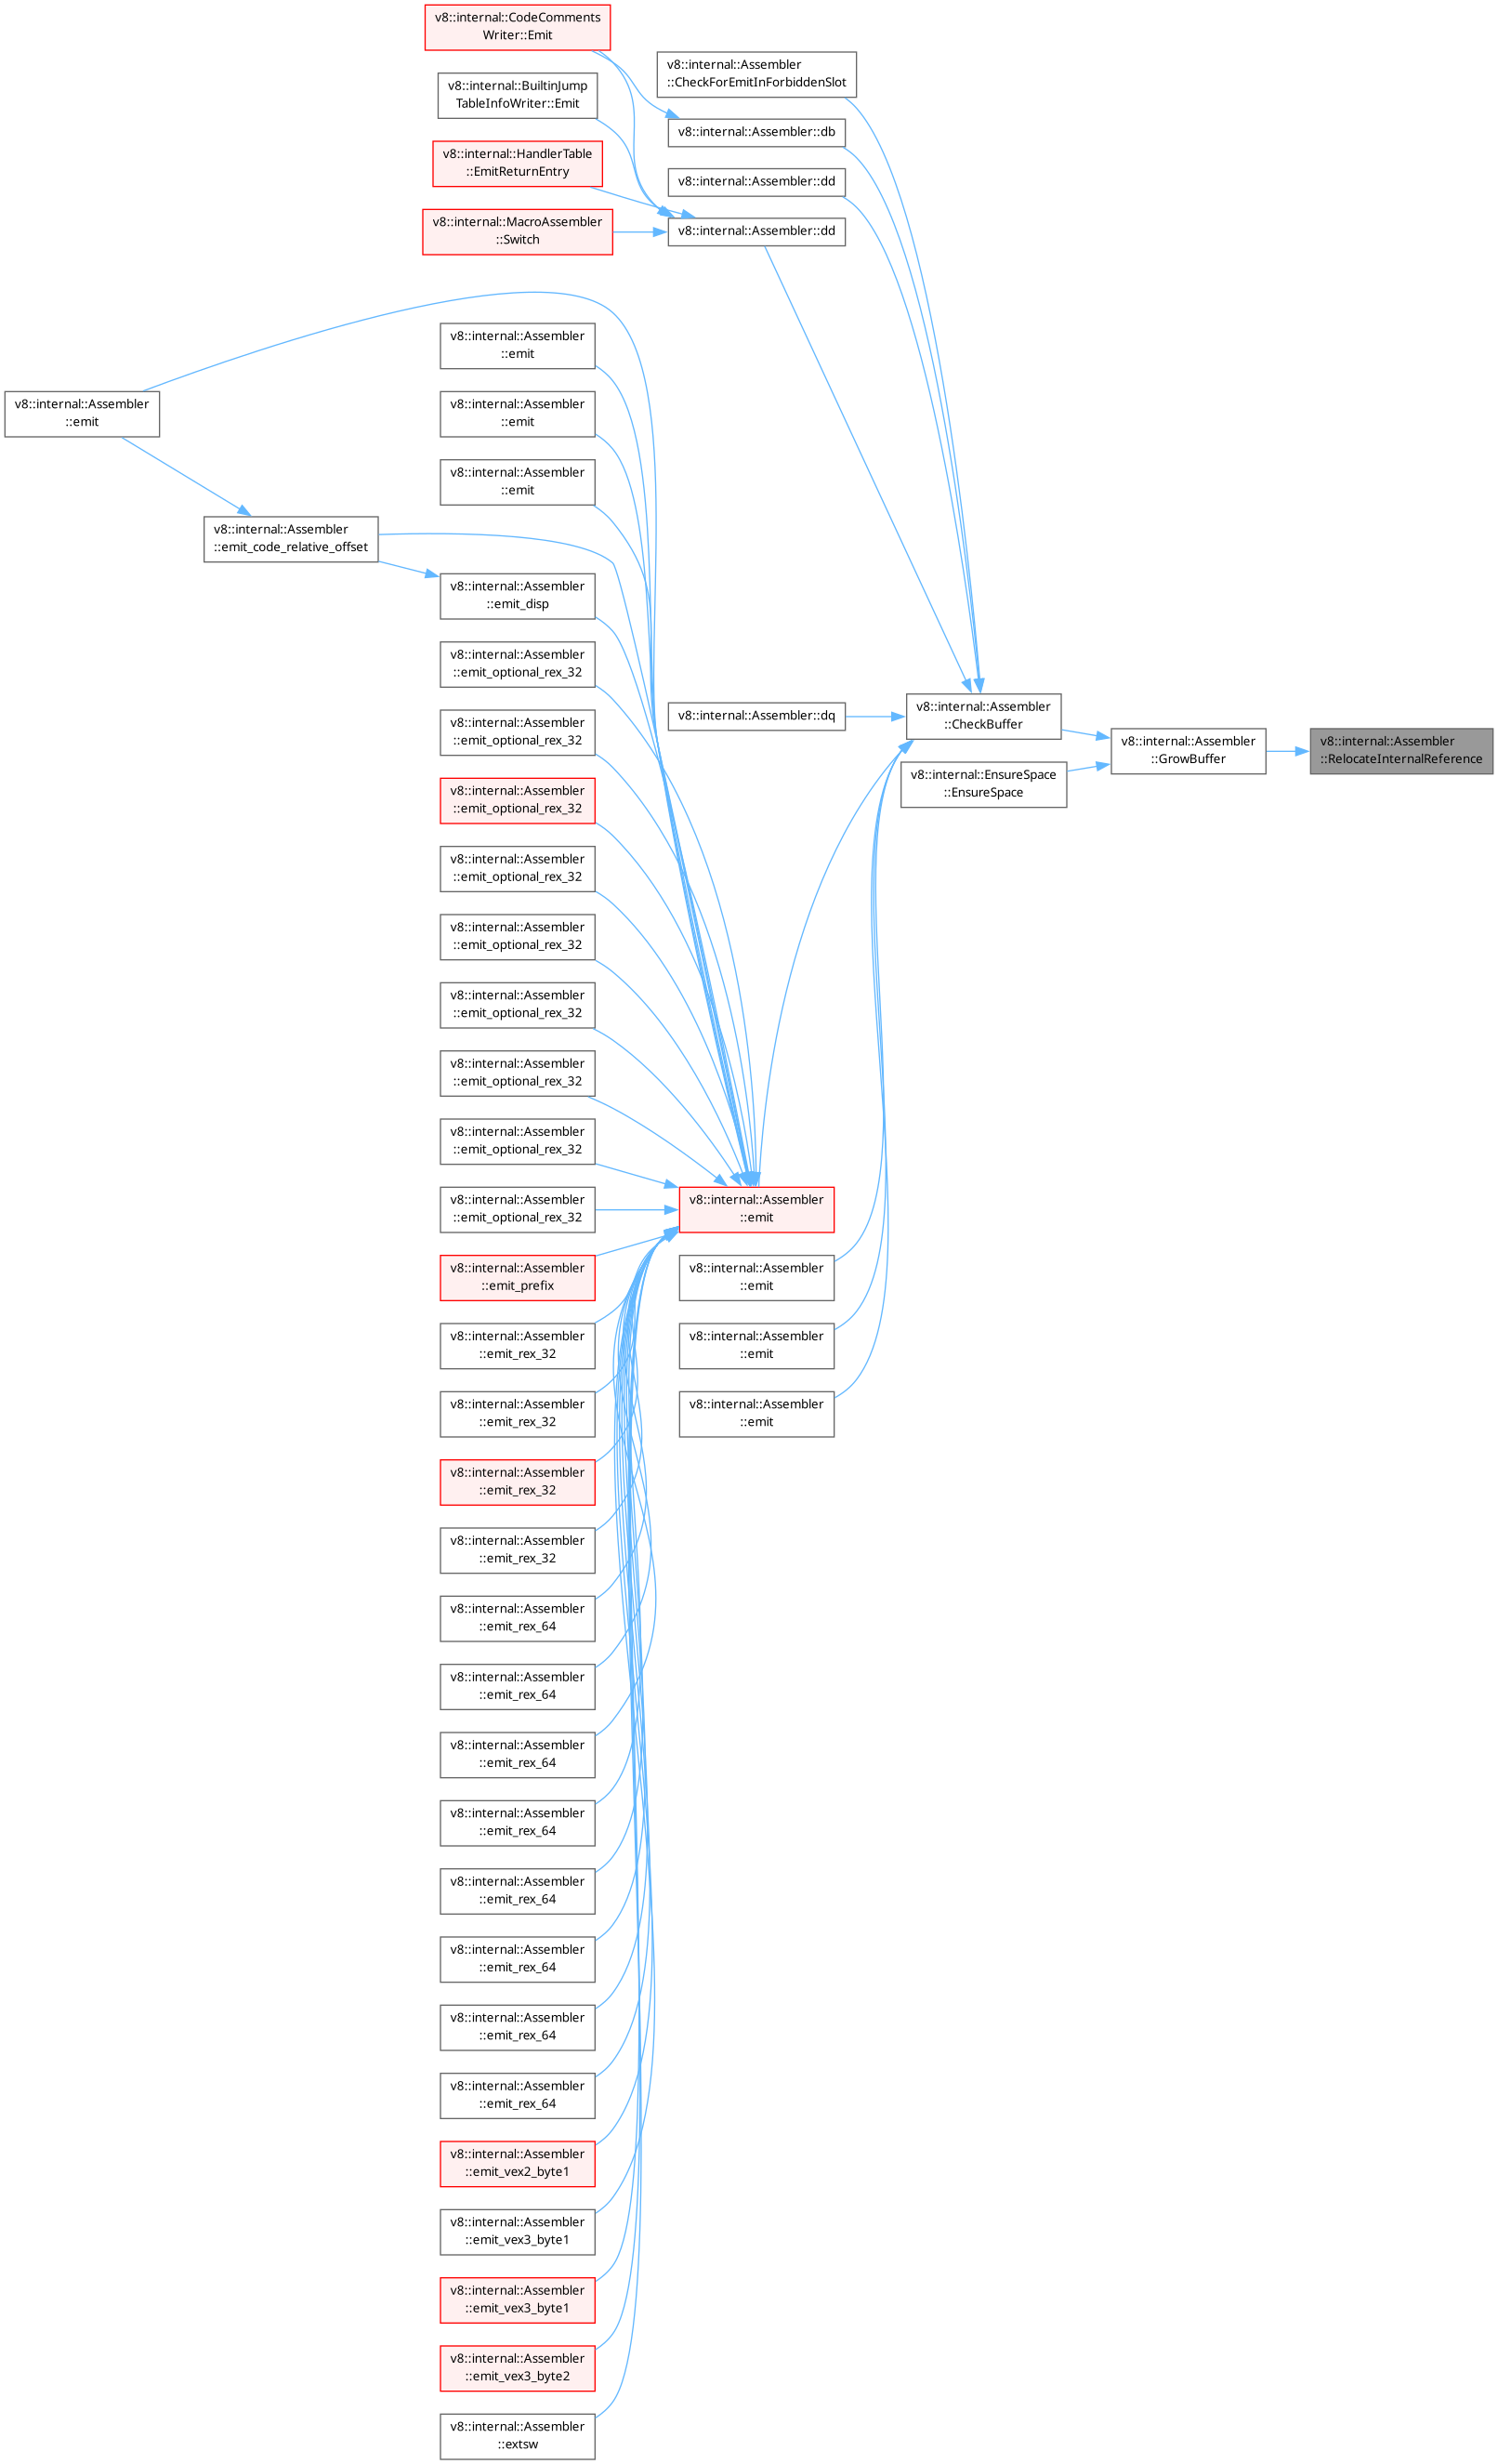 v8::internal::CodeComments
Writer::Emit
v8::internal::Assembler
::CheckForEmitInForbiddenSlot
v8::internal::BuiltinJump
TableInfoWriter::Emit
v8::internal::Assembler::db
v8::internal::HandlerTable
::EmitReturnEntry
v8::internal::Assembler::dd
v8::internal::MacroAssembler
::Switch
v8::internal::Assembler::dd
v8::internal::Assembler
::emit
v8::internal::Assembler
::emit
v8::internal::Assembler
::emit
v8::internal::Assembler
::emit
v8::internal::Assembler
::emit_code_relative_offset
v8::internal::Assembler
::emit_disp
v8::internal::Assembler
::emit_optional_rex_32
v8::internal::Assembler::dq
v8::internal::Assembler
::CheckBuffer
v8::internal::Assembler
::GrowBuffer
v8::internal::Assembler
::RelocateInternalReference
v8::internal::EnsureSpace
::EnsureSpace
v8::internal::Assembler
::emit_optional_rex_32
v8::internal::Assembler
::emit_optional_rex_32
v8::internal::Assembler
::emit_optional_rex_32
v8::internal::Assembler
::emit_optional_rex_32
v8::internal::Assembler
::emit_optional_rex_32
v8::internal::Assembler
::emit_optional_rex_32
v8::internal::Assembler
::emit_optional_rex_32
v8::internal::Assembler
::emit_optional_rex_32
v8::internal::Assembler
::emit
v8::internal::Assembler
::emit_prefix
v8::internal::Assembler
::emit
v8::internal::Assembler
::emit_rex_32
v8::internal::Assembler
::emit
v8::internal::Assembler
::emit_rex_32
v8::internal::Assembler
::emit
v8::internal::Assembler
::emit_rex_32
v8::internal::Assembler
::emit_rex_32
v8::internal::Assembler
::emit_rex_64
v8::internal::Assembler
::emit_rex_64
v8::internal::Assembler
::emit_rex_64
v8::internal::Assembler
::emit_rex_64
v8::internal::Assembler
::emit_rex_64
v8::internal::Assembler
::emit_rex_64
v8::internal::Assembler
::emit_rex_64
v8::internal::Assembler
::emit_rex_64
v8::internal::Assembler
::emit_vex2_byte1
v8::internal::Assembler
::emit_vex3_byte1
v8::internal::Assembler
::emit_vex3_byte1
v8::internal::Assembler
::emit_vex3_byte2
v8::internal::Assembler
::extsw